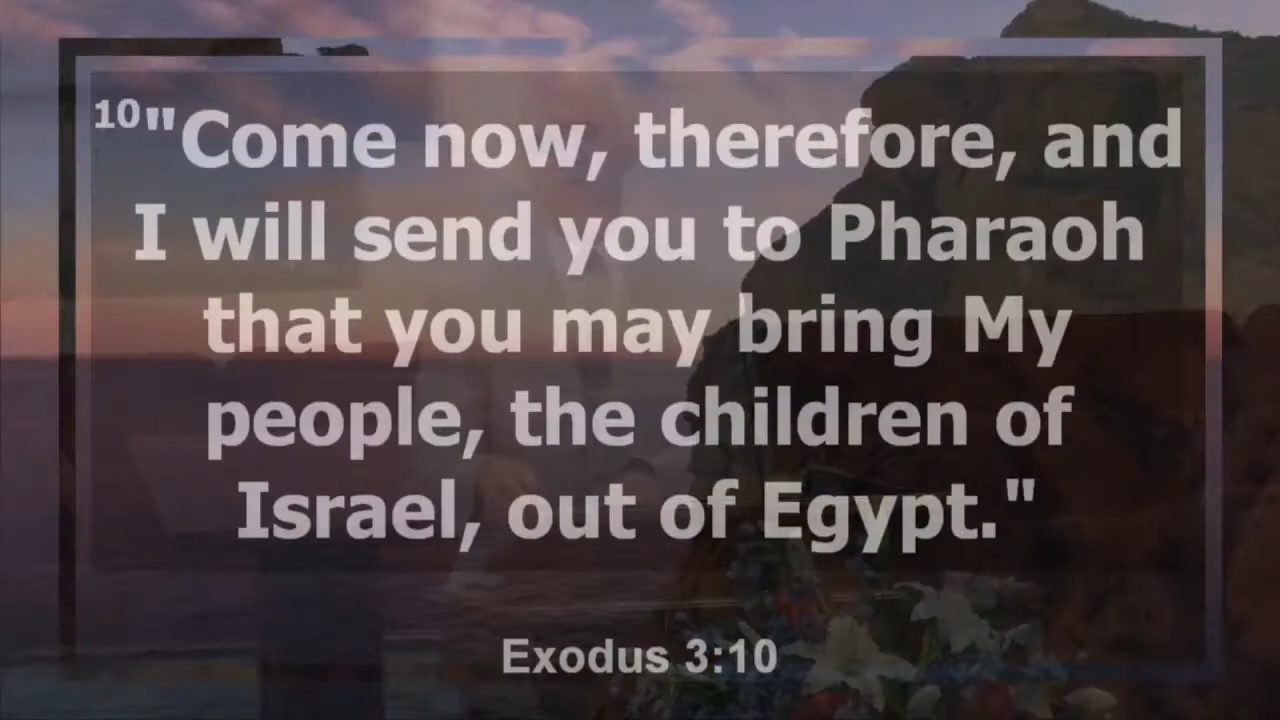 10"Come now, therefore, and
I will send you to Pharaoh
that you may bring My
people, the children of
Israel, out of Egypt."
Exodus 3:10